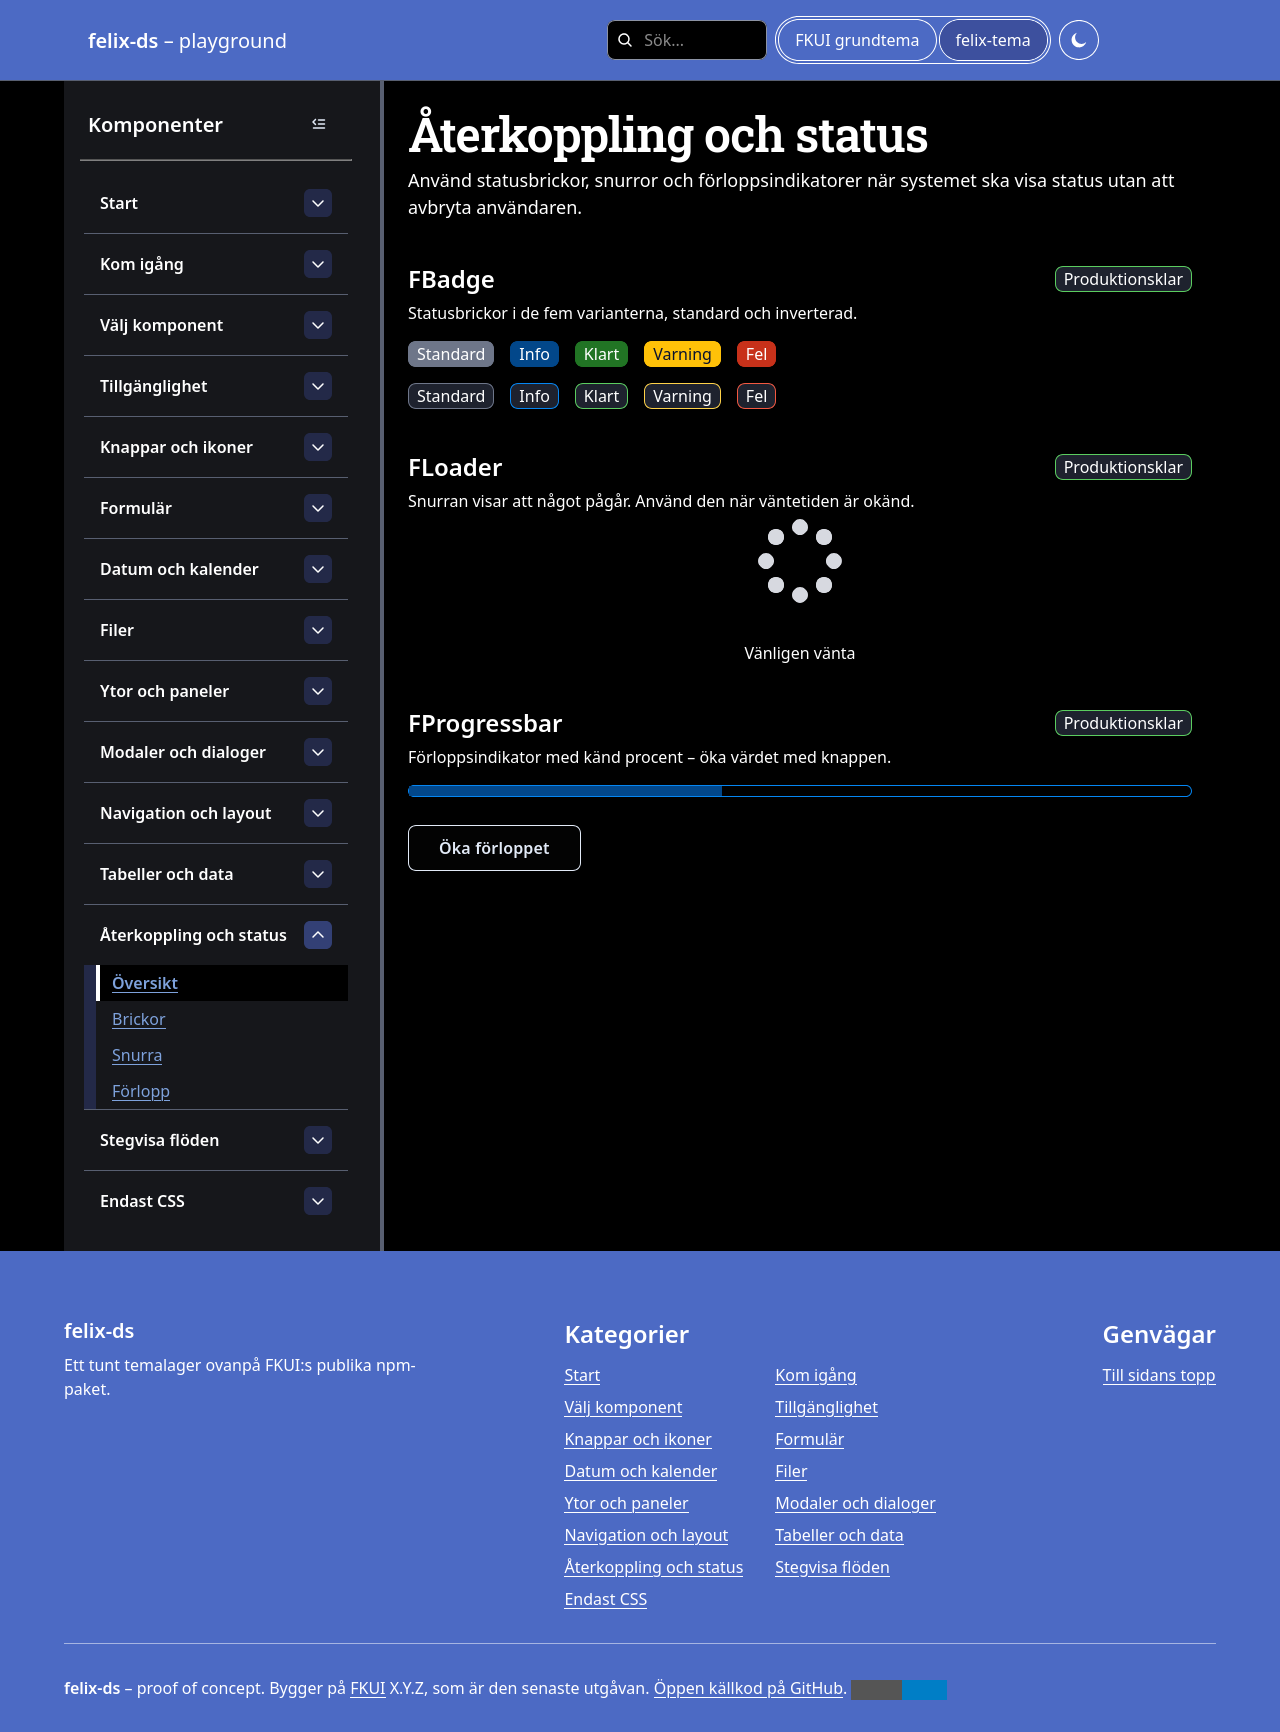 felix-ds – playground
Sök...
FKUI grundtema
felix-tema
Komponenter
Start
Kom igång
Välj komponent
Tillgänglighet
Knappar och ikoner
Formulär
Datum och kalender
Filer
Ytor och paneler
Modaler och dialoger
Navigation och layout
Tabeller och data
Återkoppling och status
Översikt
Brickor
Snurra
Förlopp
Stegvisa flöden
Endast CSS
Återkoppling och status
Använd statusbrickor, snurror och förloppsindikatorer när systemet ska visa status utan att
avbryta användaren.
FBadge
Produktionsklar
Statusbrickor i de fem varianterna, standard och inverterad.
Standard Info Klart Varning Fel
Standard Info Klart Varning Fel
FLoader
Produktionsklar
Snurran visar att något pågår. Använd den när väntetiden är okänd.
Vänligen vänta
FProgressbar
Produktionsklar
Förloppsindikator med känd procent – öka värdet med knappen.
Öka förloppet
felix-ds
Ett tunt temalager ovanpå FKUI:s publika npm-
paket.
Kategorier
Start
Kom igång
Välj komponent
Tillgänglighet
Knappar och ikoner
Formulär
Datum och kalender
Filer
Ytor och paneler
Modaler och dialoger
Navigation och layout
Tabeller och data
Återkoppling och status
Stegvisa flöden
Endast CSS
Genvägar
Till sidans topp
felix-ds – proof of concept. Bygger på FKUI X.Y.Z, som är den senaste utgåvan. Öppen källkod på GitHub.